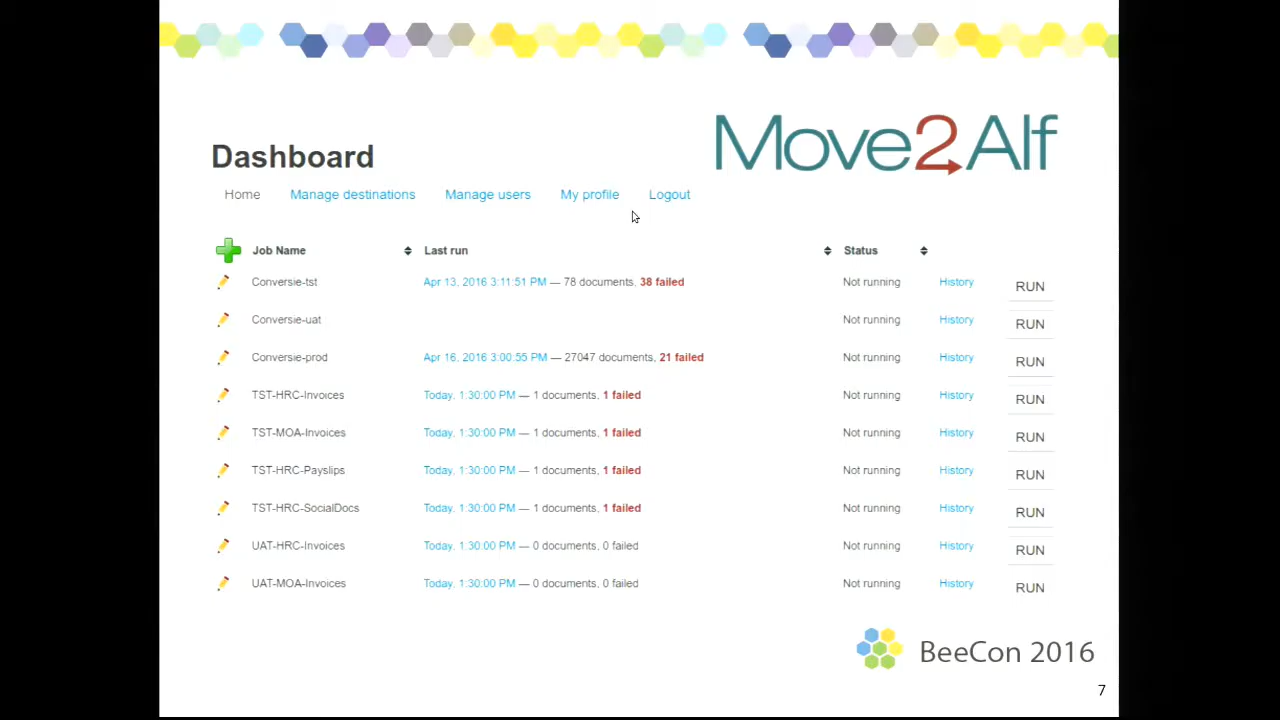 Move2Alf
Dashboard
Home Manage destinations Manage users My profile Logout
Job Name Last run Status
Conversie-tst Apr 13, 2016 3:11:51 PM — 78 documents, 38 failed Not running History RUN
Conversie-uat Not running History RUN
Conversie-prod Apr 16, 2016 3:00:55 PM — 27047 documents, 21 failed Not running History RUN
TST-HRC-Invoices Today, 1:30:00 PM — 1 documents, 1 failed Not running History RUN
TST-MOA-Invoices Today, 1:30:00 PM — 1 documents, 1 failed Not running History RUN
TST-HRC-Payslips Today, 1:30:00 PM — 1 documents, 1 failed Not running History RUN
TST-HRC-SocialDocs Today, 1:30:00 PM — 1 documents, 1 failed Not running History RUN
UAT-HRC-Invoices Today, 1:30:00 PM — 0 documents, 0 failed Not running History RUN
UAT-MOA-Invoices Today, 1:30:00 PM — 0 documents, 0 failed Not running History RUN
BeeCon 2016
7